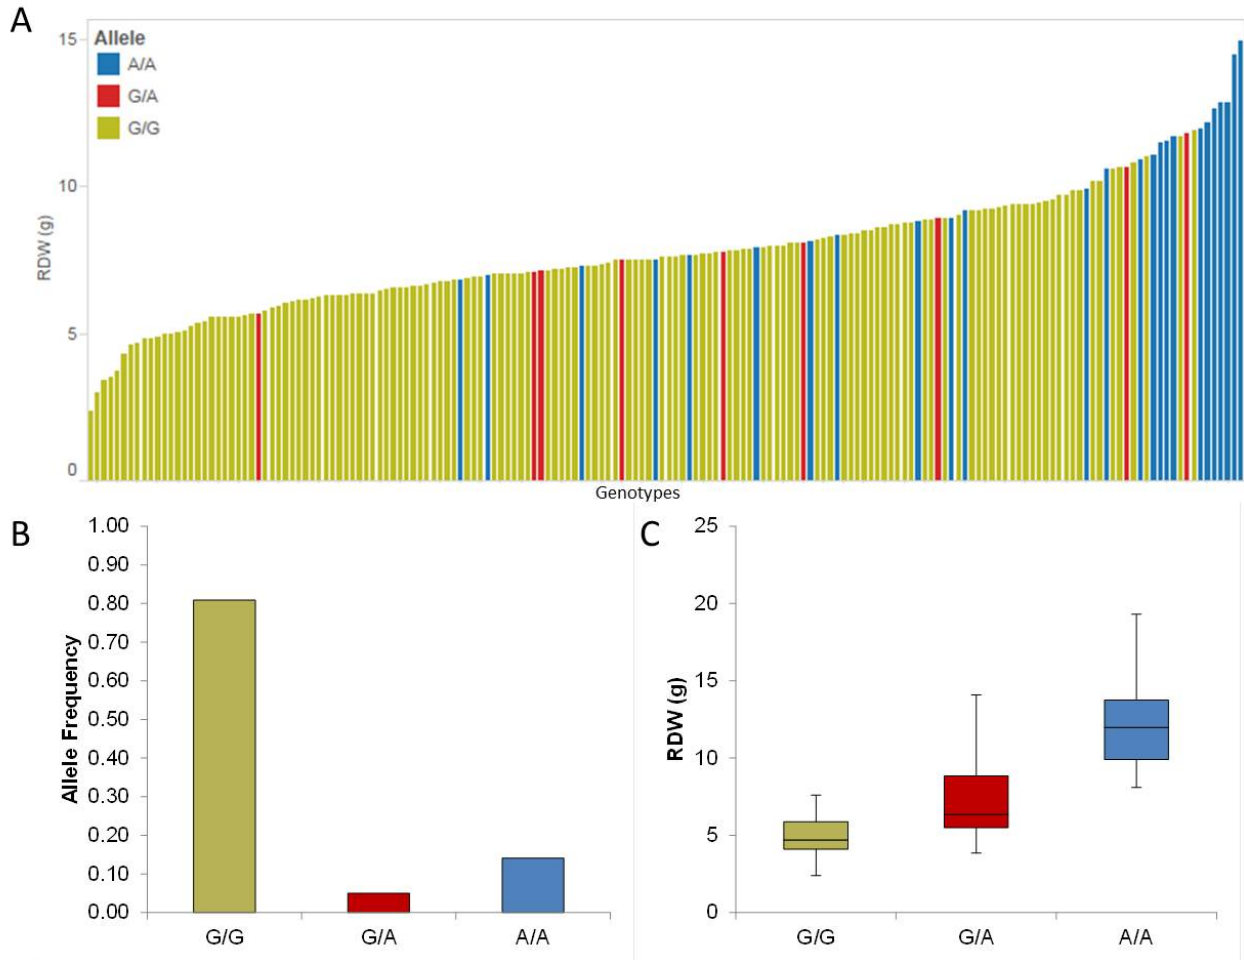 A
Allele
A/A
G/A
G/G
15
10
5
0
RDW (g)
Genotypes
B
1.00
0.90
0.80
0.70
0.60
0.50
0.40
0.30
0.20
0.10
0.00
Allele Frequency
G/G G/A A/A
C
25
20
15
10
5
0
RDW (g)
G/G G/A A/A